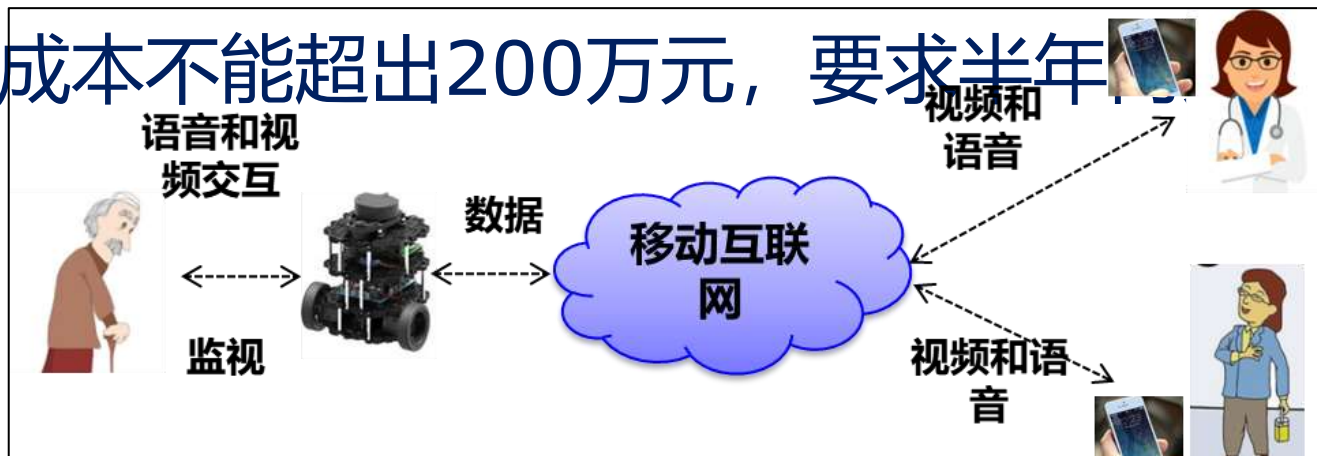 成本不能超出200万元，要求半年
语音和视
频交互
视频和
语音
数据
移动互联
网
监视
视频和语
音